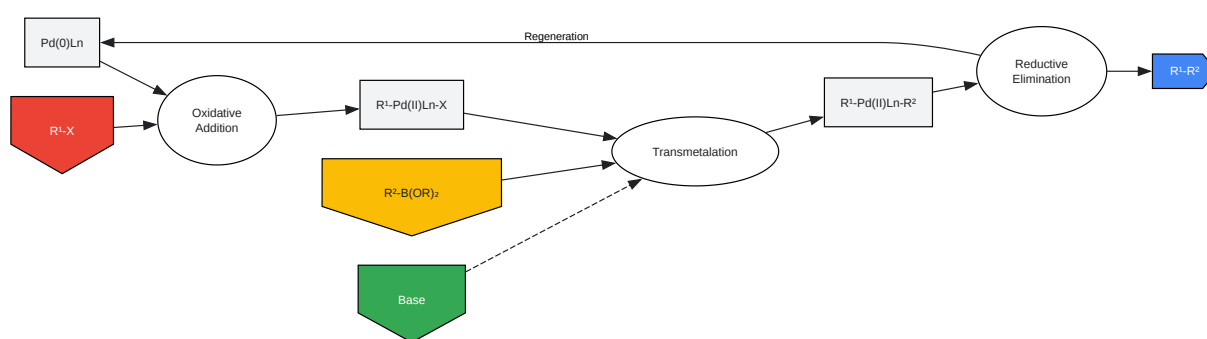 Pd(0)Ln
Regeneration
Reductive
Elimination
R¹-R²
R¹-X
Oxidative
Addition
R¹-Pd(II)Ln-X
R¹-Pd(II)Ln-R²
Transmetalation
R²-B(OR)₂
Base